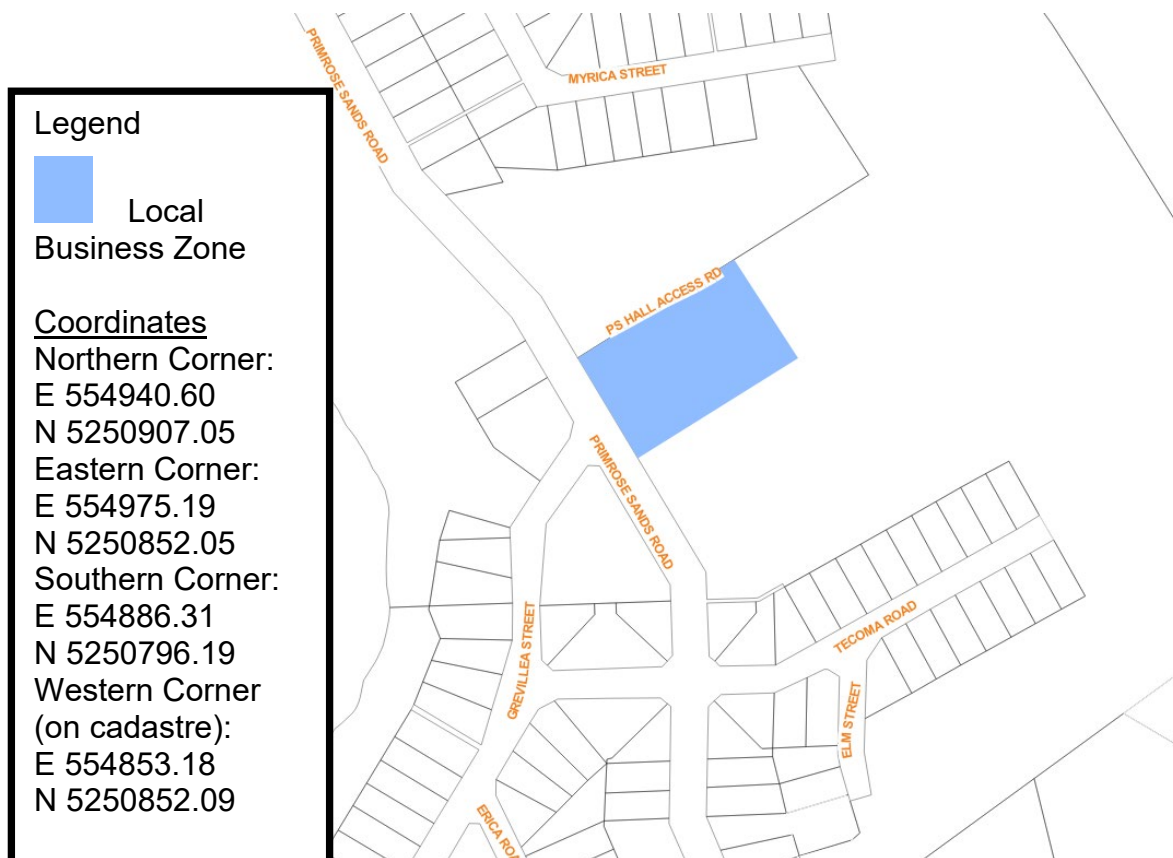 Legend
Local
Business Zone
Coordinates
Northern Corner:
E 554940.60
N 5250907.05
Eastern Corner:
E 554975.19
N 5250852.05
Southern Corner:
E 554886.31
N 5250796.19
Western Corner
(on cadastre):
E 554853.18
N 5250852.09
PRIMROSE SANDS ROAD
MYRICA STREET
PS HALL ACCESS RD
PRIMROSE SANDS ROAD
GREVILLEA STREET
TECOMA ROAD
ELM STREET
ERICA